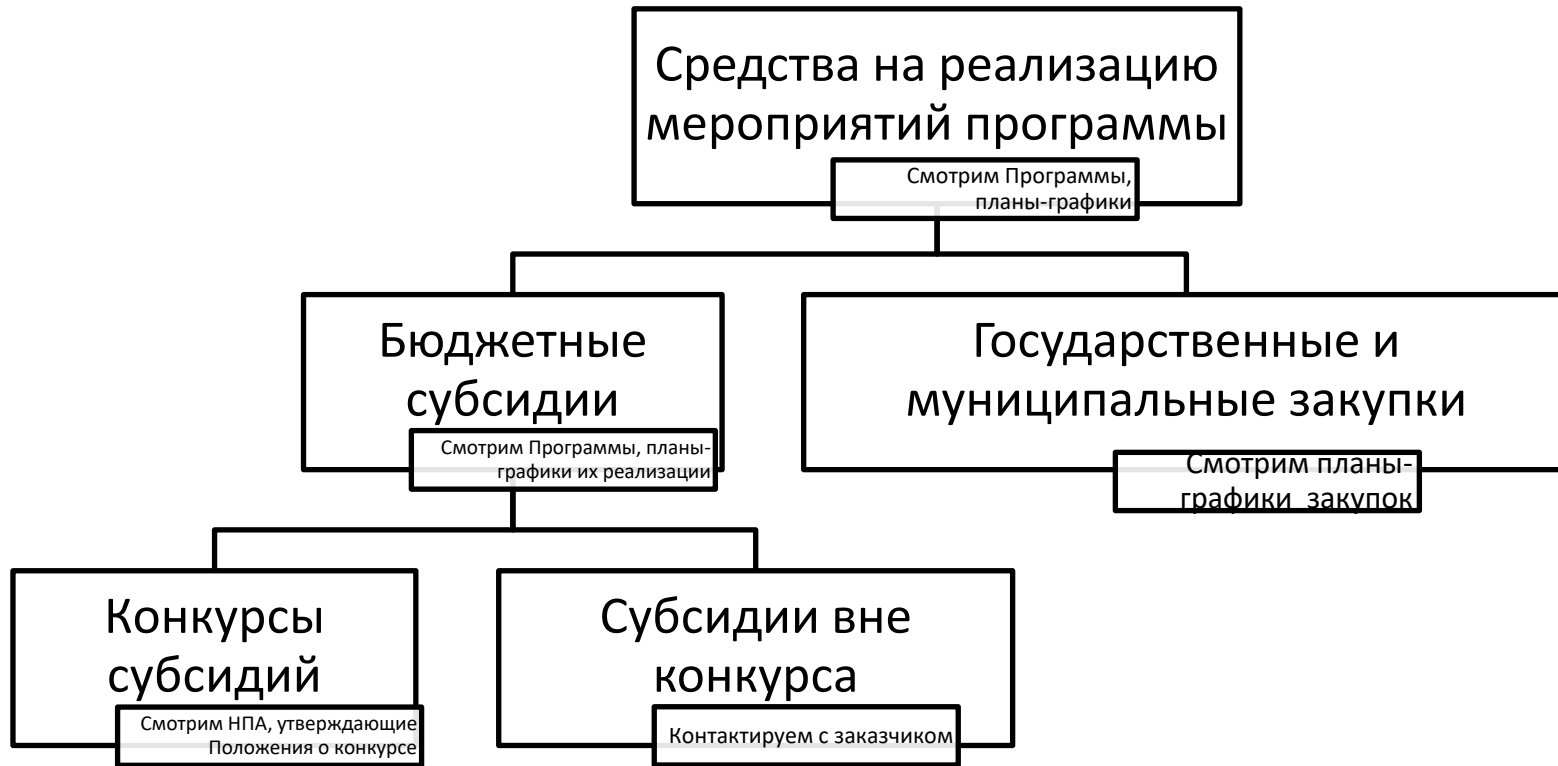 Средства на реализацию
мероприятий программы
Смотрим Программы,
планы-графики
Бюджетные
субсидии
Смотрим Программы, планы-
графики их реализации
Государственные и
муниципальные закупки
Смотрим планы-
графики закупок
Конкурсы
субсидий
Смотрим НПА, утверждающие
Положения о конкурсе
Субсидии вне
конкурса
Контактируем с заказчиком